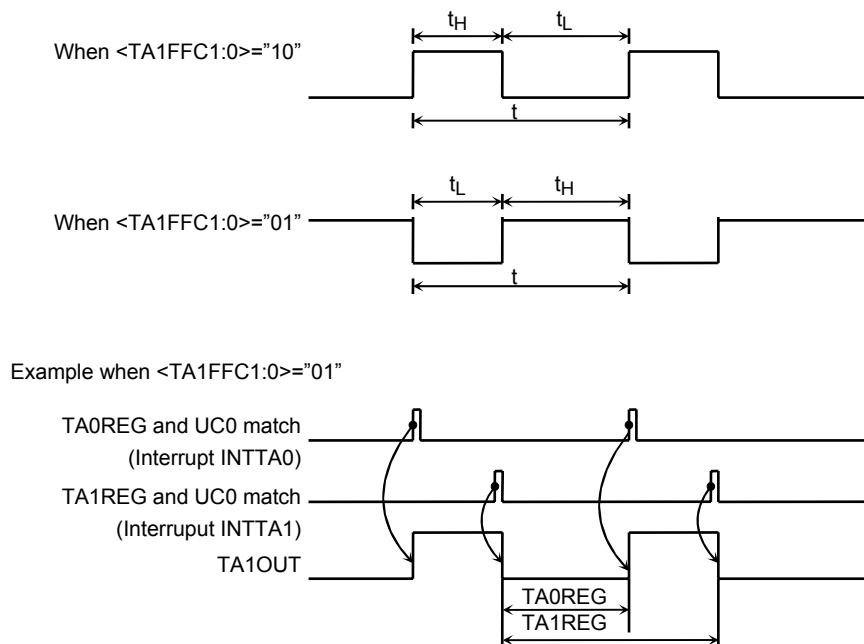 tH
tL
When <TA1FFC1:0>=”10”
t
tL
tH
When <TA1FFC1:0>=”01”
t
Example when <TA1FFC1:0>=”01”
TA0REG and UC0 match
(Interrupt INTTA0)
TA1REG and UC0 match
(Interruput INTTA1)
TA1OUT
TA0REG
TA1REG